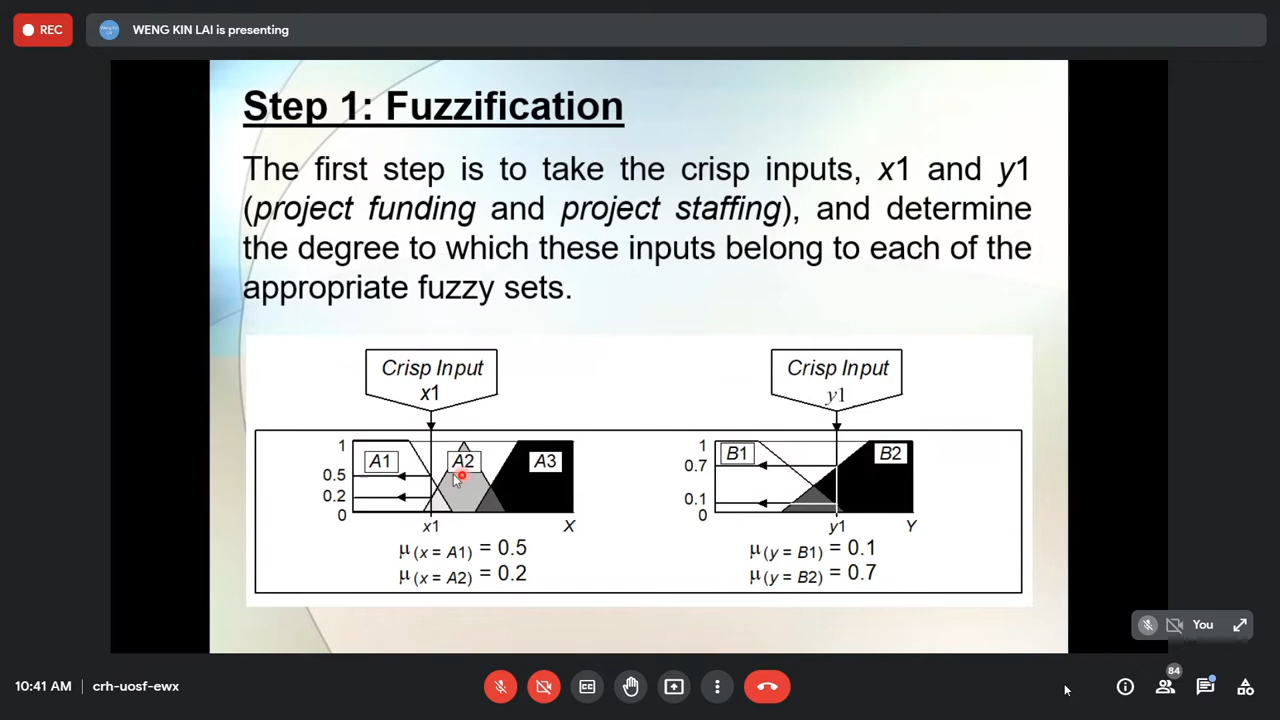 REC
WENG KIN LAI is presenting
Step 1: Fuzzification
The first step is to take the crisp inputs, x1 and y1
(project funding and project staffing), and determine
the degree to which these inputs belong to each of the
appropriate fuzzy sets.
Crisp Input
x1
Crisp Input
y1
1
0.5
0.2
0
A1
A2
A3
x1
X
μ (x = A1) = 0.5
μ (x = A2) = 0.2
1
0.7
0.1
0
B1
B2
y1
Y
μ (y = B1) = 0.1
μ (y = B2) = 0.7
You
10:41 AM
crh-uosf-ewx
CC
84